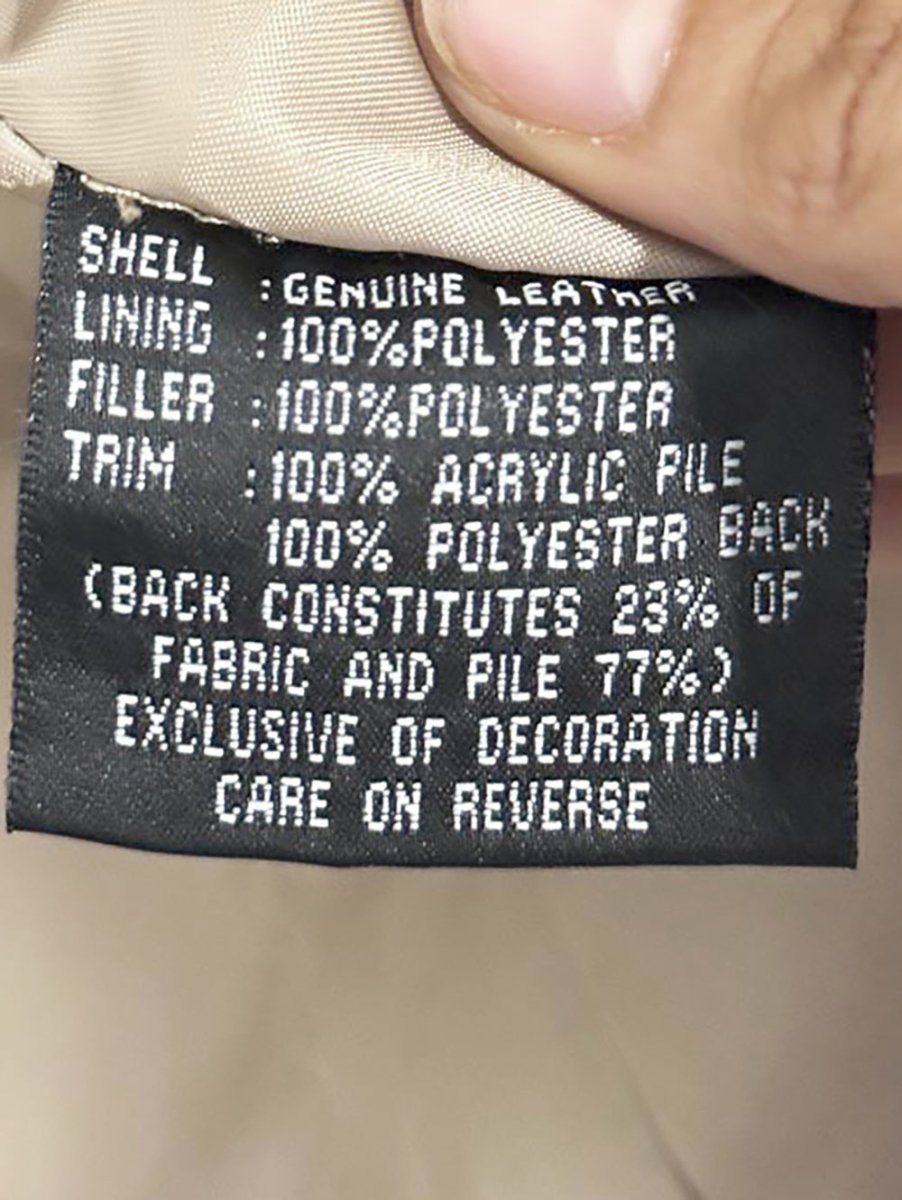 SHELL :GENUINE LEATHER
LINING :100%POLYESTER
FILLER :100%POLYESTER
TRIM :100% ACRYLIC PILE
100% POLYESTER BACK
(BACK CONSTITUTES 23% OF
FABRIC AND PILE 77%)
EXCLUSIVE OF DECORATION
CARE ON REVERSE